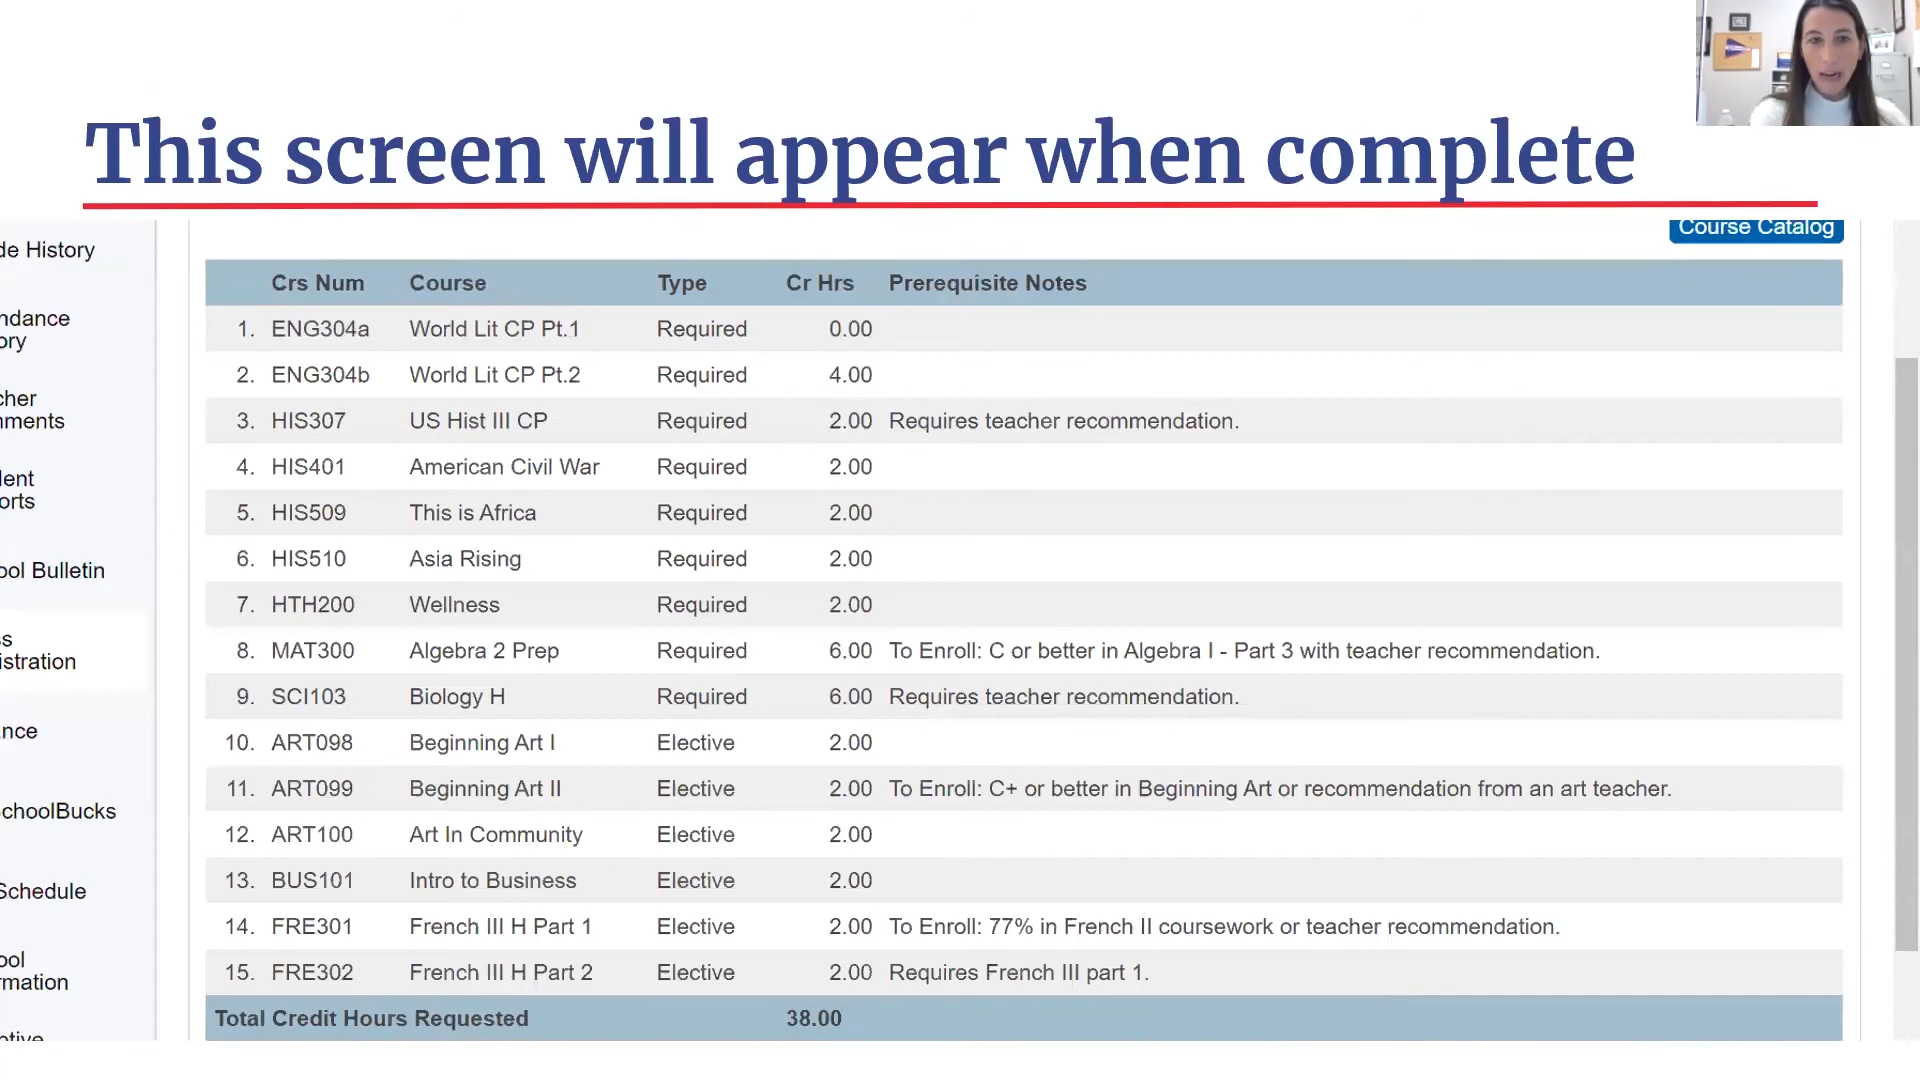 This screen will appear when complete
Course Catalog
de History
ndance
ory
cher
nments
lent
orts
ool Bulletin
ss
istration
nce
choolBucks
Schedule
ool
rmation
Crs Num Course Type Cr Hrs Prerequisite Notes
1. ENG304a World Lit CP Pt.1 Required 0.00
2. ENG304b World Lit CP Pt.2 Required 4.00
3. HIS307 US Hist III CP Required 2.00 Requires teacher recommendation.
4. HIS401 American Civil War Required 2.00
5. HIS509 This is Africa Required 2.00
6. HIS510 Asia Rising Required 2.00
7. HTH200 Wellness Required 2.00
8. MAT300 Algebra 2 Prep Required 6.00 To Enroll: C or better in Algebra I - Part 3 with teacher recommendation.
9. SCI103 Biology H Required 6.00 Requires teacher recommendation.
10. ART098 Beginning Art I Elective 2.00
11. ART099 Beginning Art II Elective 2.00 To Enroll: C+ or better in Beginning Art or recommendation from an art teacher.
12. ART100 Art In Community Elective 2.00
13. BUS101 Intro to Business Elective 2.00
14. FRE301 French III H Part 1 Elective 2.00 To Enroll: 77% in French II coursework or teacher recommendation.
15. FRE302 French III H Part 2 Elective 2.00 Requires French III part 1.
Total Credit Hours Requested 38.00